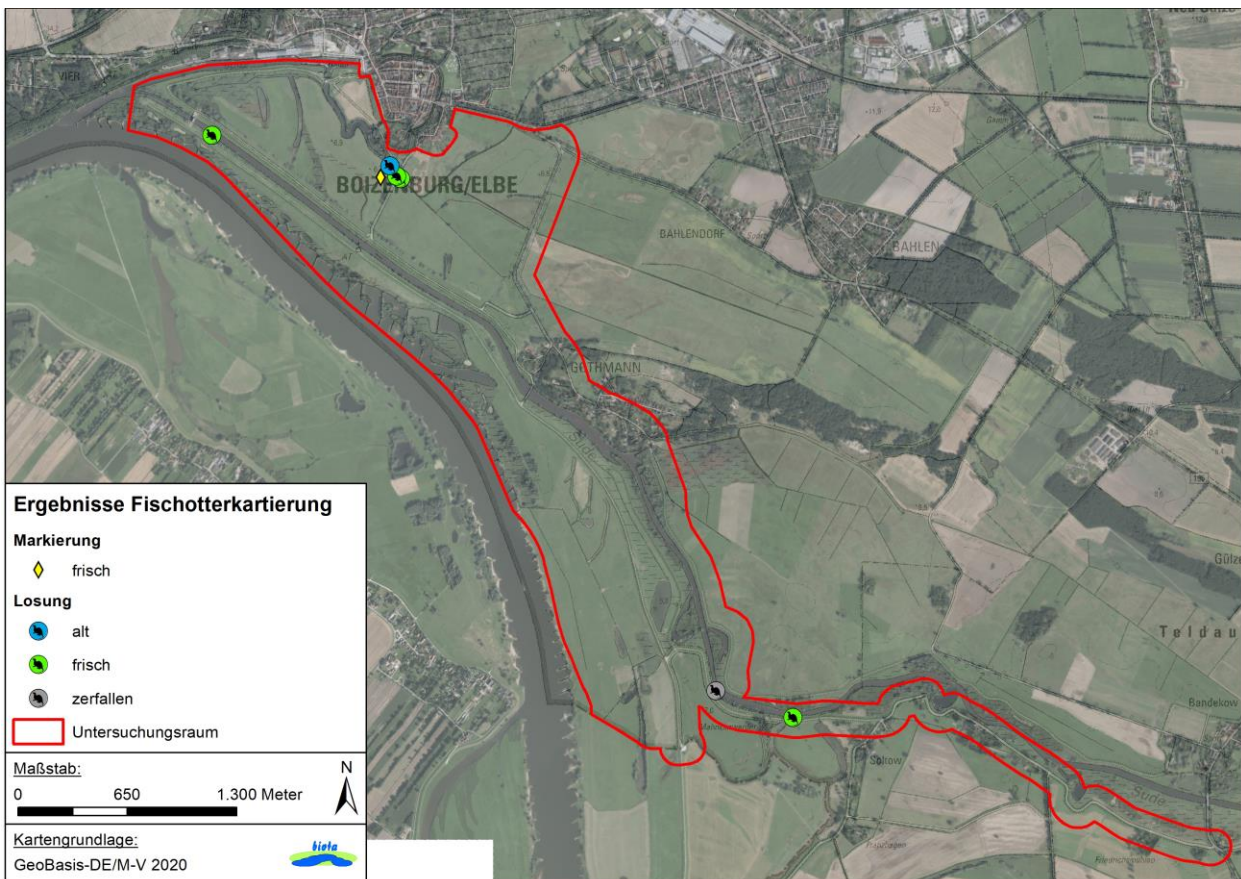 VIER
BOIZENBURG/ELBE
BAHLENDORF
BAHLEN
GOTHMANN
Teldau
Bandekow
Soltow
Sude
Ergebnisse Fischotterkartierung
Markierung
frisch
Losung
alt
frisch
zerfallen
Untersuchungsraum
Maßstab:
N
0 650 1.300 Meter
Kartengrundlage:
biota
GeoBasis-DE/M-V 2020